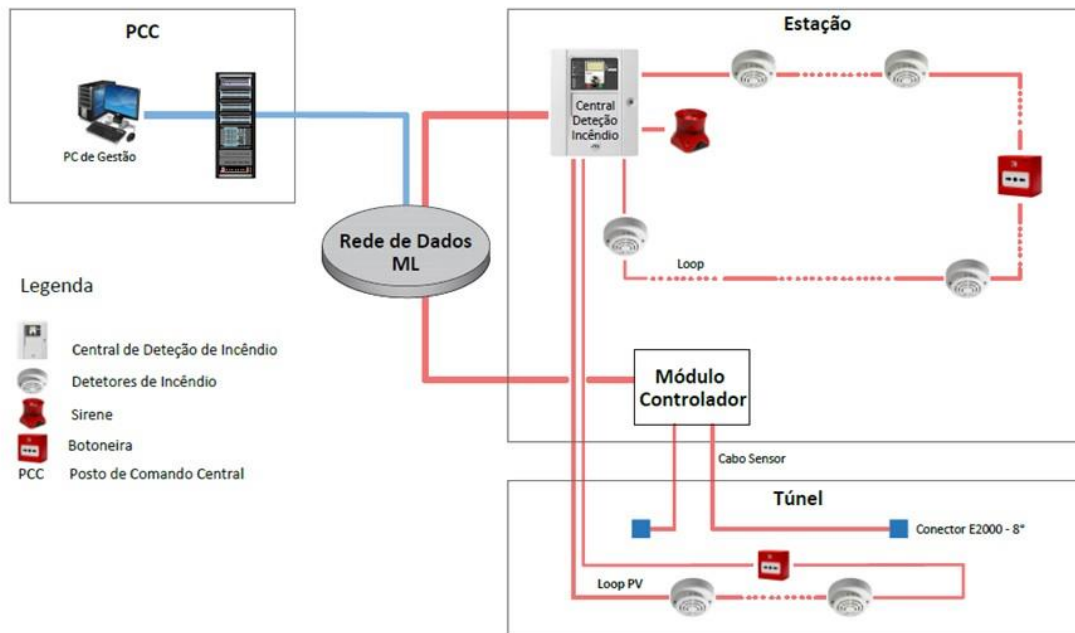 PCC
PC de Gestão
Estação
Central
Deteção
Incêndio
Rede de Dados
ML
Loop
Legenda
Central de Deteção de Incêndio
Detetores de Incêndio
Sirene
Botoneira
PCC Posto de Comando Central
Módulo
Controlador
Cabo Sensor
Túnel
Conector E2000 - 8°
Loop PV